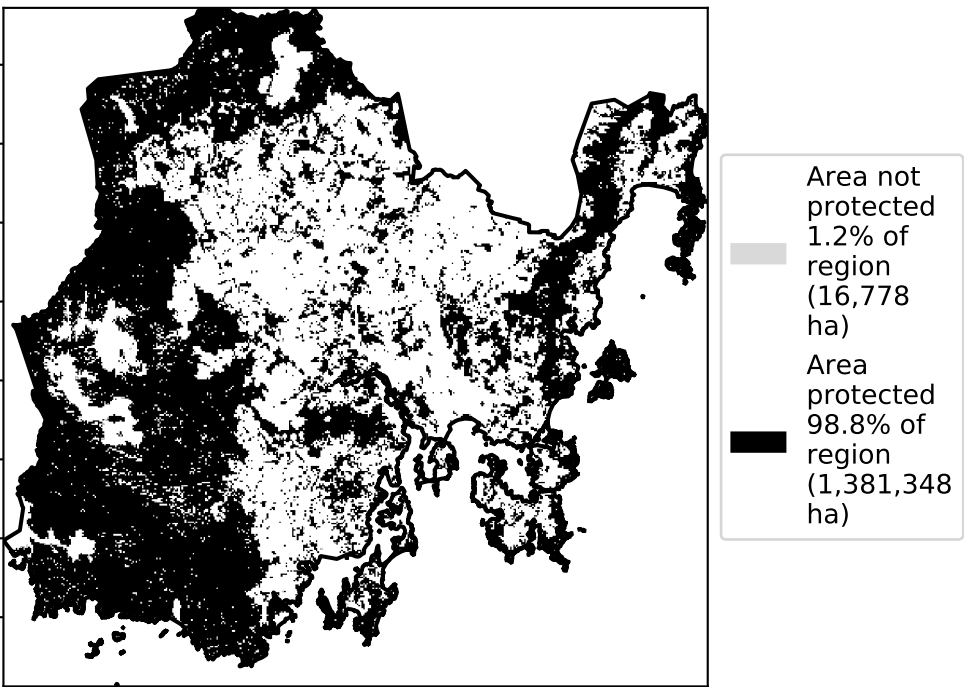 Area not
protected
1.2% of
region
(16,778
ha)
Area
protected
98.8% of
region
(1,381,348
ha)